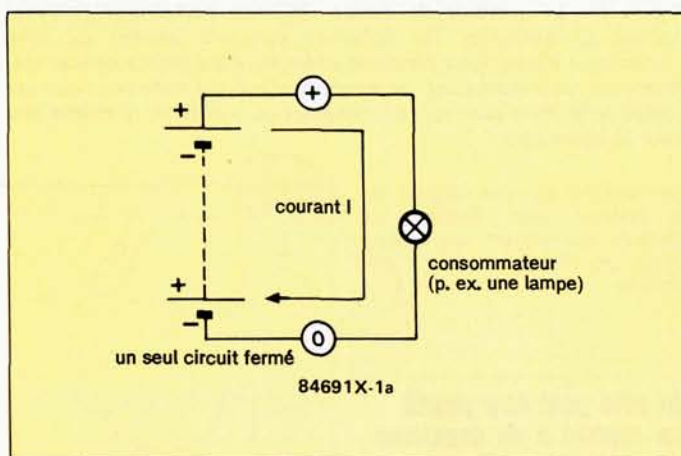 +
+
−
courant I
consommateur
(p. ex. une lampe)
+
−
0
un seul circuit fermé
84691X-1a